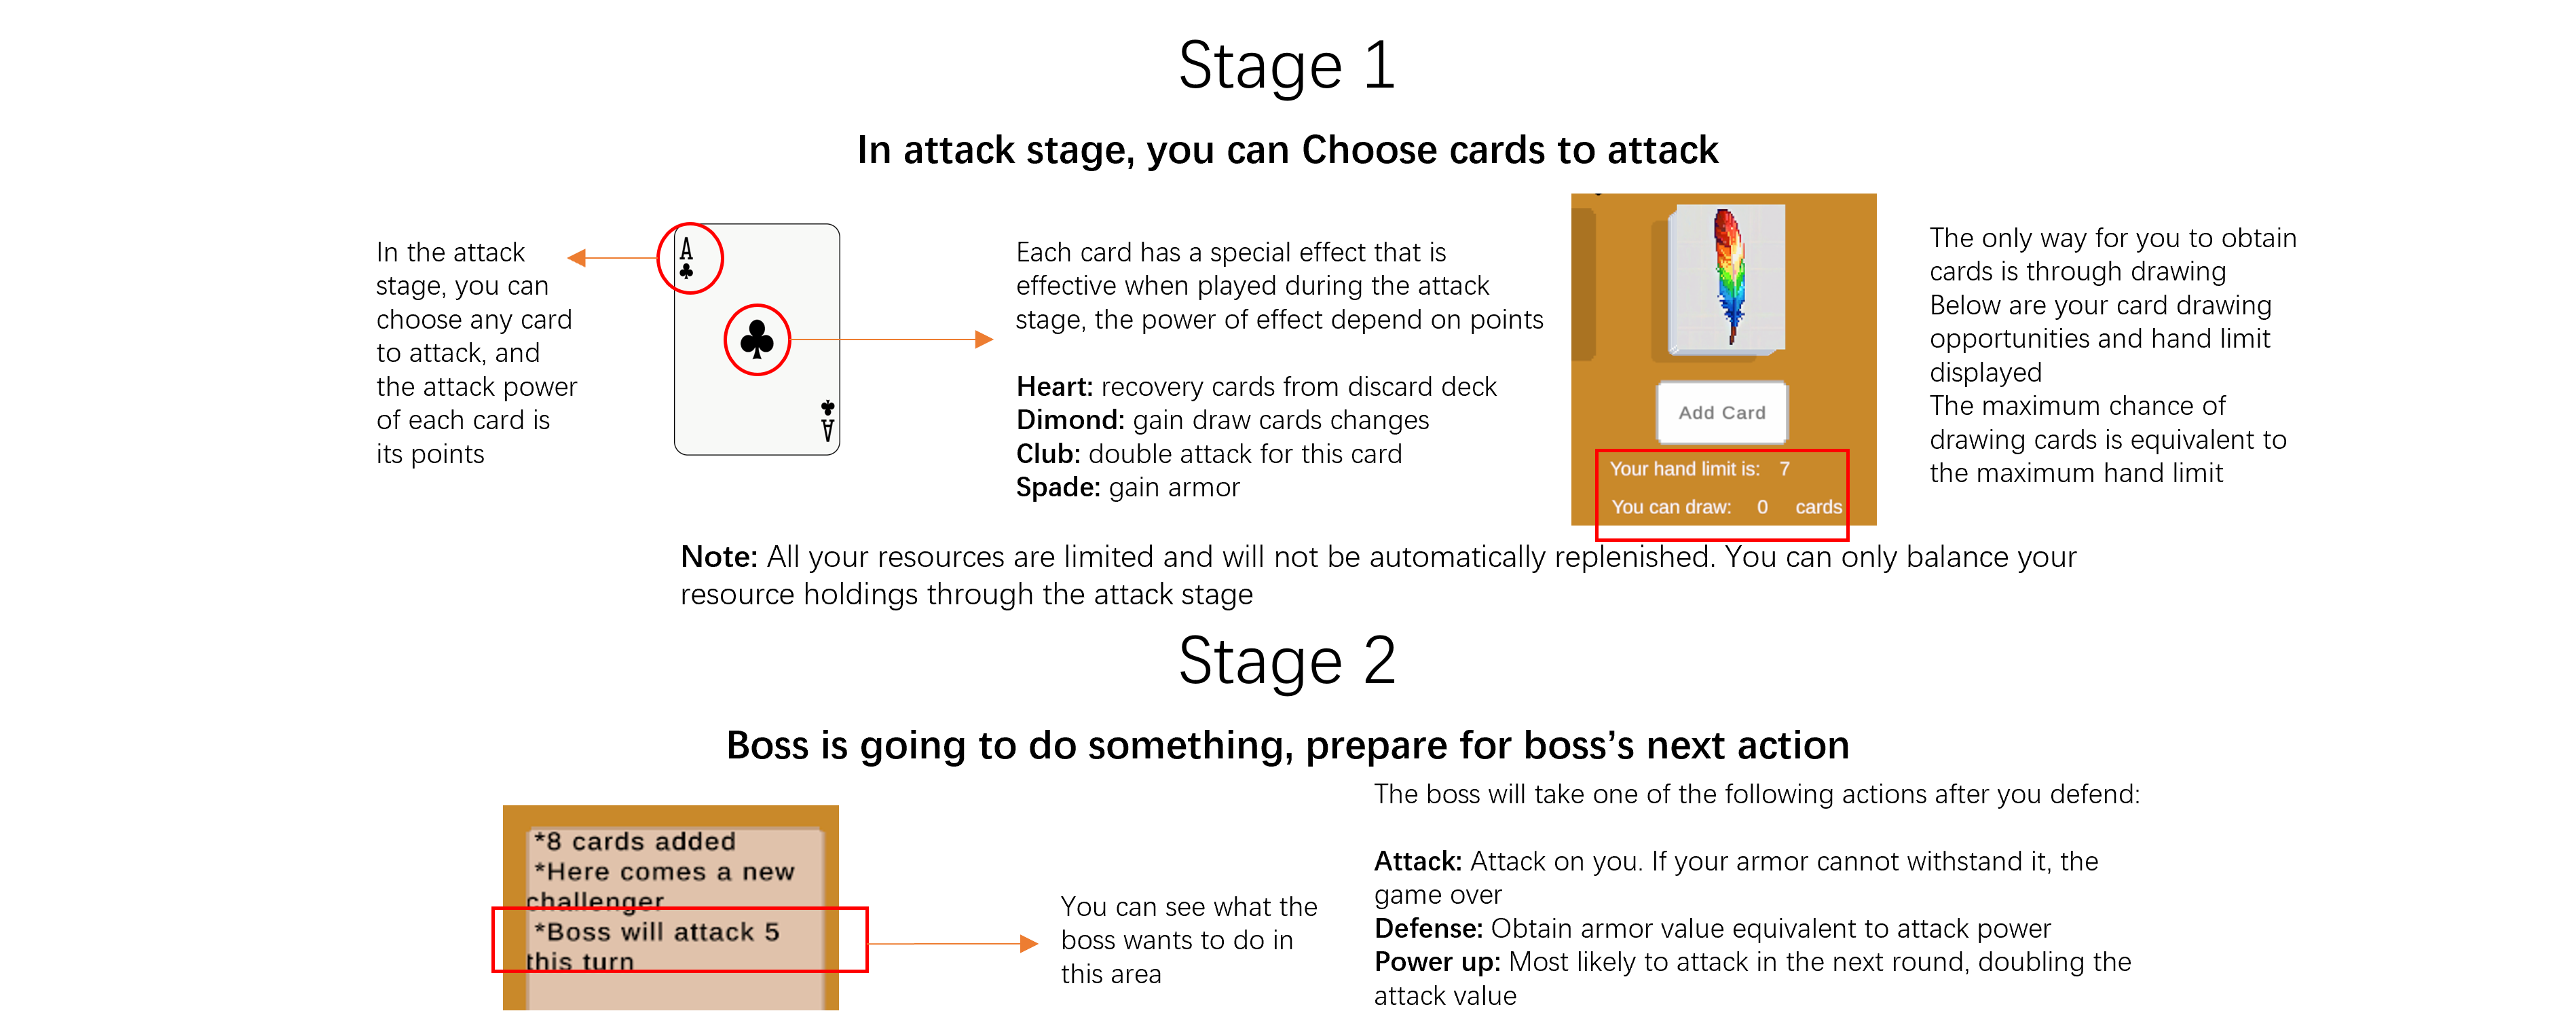 Stage 1
In attack stage, you can Choose cards to attack
In the attack
stage, you can
choose any card
to attack, and
the attack power
of each card is
its points
A
A
Each card has a special effect that is
effective when played during the attack
stage, the power of effect depend on points
Heart: recovery cards from discard deck
Dimond: gain draw cards changes
Club: double attack for this card
Spade: gain armor
Add Card
Your hand limit is: 7
You can draw: 0 cards
The only way for you to obtain
cards is through drawing
Below are your card drawing
opportunities and hand limit
displayed
The maximum chance of
drawing cards is equivalent to
the maximum hand limit
Note: All your resources are limited and will not be automatically replenished. You can only balance your
resource holdings through the attack stage
Stage 2
Boss is going to do something, prepare for boss’s next action
*8 cards added
*Here comes a new
challenger
*Boss will attack 5
this turn
You can see what the
boss wants to do in
this area
The boss will take one of the following actions after you defend:
Attack: Attack on you. If your armor cannot withstand it, the
game over
Defense: Obtain armor value equivalent to attack power
Power up: Most likely to attack in the next round, doubling the
attack value